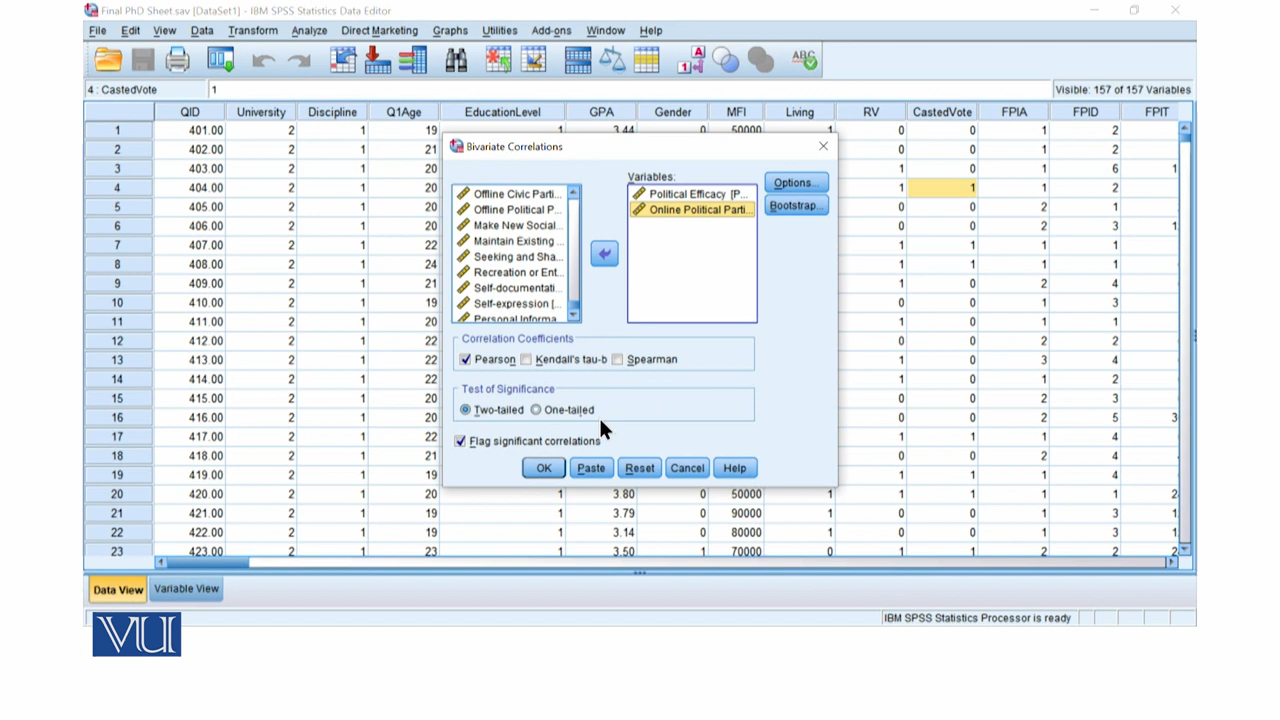 Final PhD Sheet.sav [DataSet1] - IBM SPSS Statistics Data Editor
File Edit View Data Transform Analyze Direct Marketing Graphs Utilities Add-ons Window Help
4 : CastedVote 1 Visible: 157 of 157 Variables
QID University Discipline Q1Age EducationLevel GPA Gender MFI Living RV CastedVote FPIA FPID FPIT
1 401.00 2 1 19 1 3.44 0 50000 1 0 0 1 2
2 402.00 2 1 21 0 0 1 2
3 403.00 2 1 20 1 0 1 6 1
4 404.00 2 1 20 1 1 1 2
5 405.00 2 1 20 0 0 2 1
6 406.00 2 1 20 0 0 2 3 1.
7 407.00 2 1 22 1 1 1 1
8 408.00 2 1 24 1 1 1 3
9 409.00 2 1 21 0 0 2 4
10 410.00 2 1 19 0 0 1 3
11 411.00 2 1 20 0 0 1 1
12 412.00 2 1 22 0 0 2 2
13 413.00 2 1 22 1 0 3 4
14 414.00 2 1 22 1 0 1 2
15 415.00 2 1 20 0 0 2 3
16 416.00 2 1 20 0 0 2 5 3
17 417.00 2 1 22 1 1 1 4
18 418.00 2 1 21 0 0 2 4
19 419.00 2 1 19 1 1 1 4
20 420.00 2 1 20 1 3.80 0 50000 1 1 1 1 1 2
21 421.00 2 1 19 1 3.79 0 90000 1 0 0 1 3 1
22 422.00 2 1 19 1 3.14 0 80000 1 0 0 1 3 1
23 423.00 2 1 23 1 3.50 1 70000 0 1 1 2 2 2
Bivariate Correlations
Variables:
Offline Civic Parti...
Offline Political P...
Make New Social...
Maintain Existing ...
Seeking and Sha...
Recreation or Ent...
Self-documentati...
Self-expression [...
Personal Informa
Political Efficacy [P...
Online Political Parti...
Options...
Bootstrap...
Correlation Coefficients
Pearson Kendall's tau-b Spearman
Test of Significance
Two-tailed One-tailed
Flag significant correlations
OK Paste Reset Cancel Help
Data View Variable View
IBM SPSS Statistics Processor is ready
VU